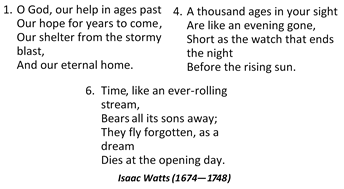 1. O God, our help in ages past
Our hope for years to come,
Our shelter from the stormy
blast,
And our eternal home.
4. A thousand ages in your sight
Are like an evening gone,
Short as the watch that ends
the night
Before the rising sun.
6. Time, like an ever-rolling
stream,
Bears all its sons away;
They fly forgotten, as a
dream
Dies at the opening day.
Isaac Watts (1674—1748)